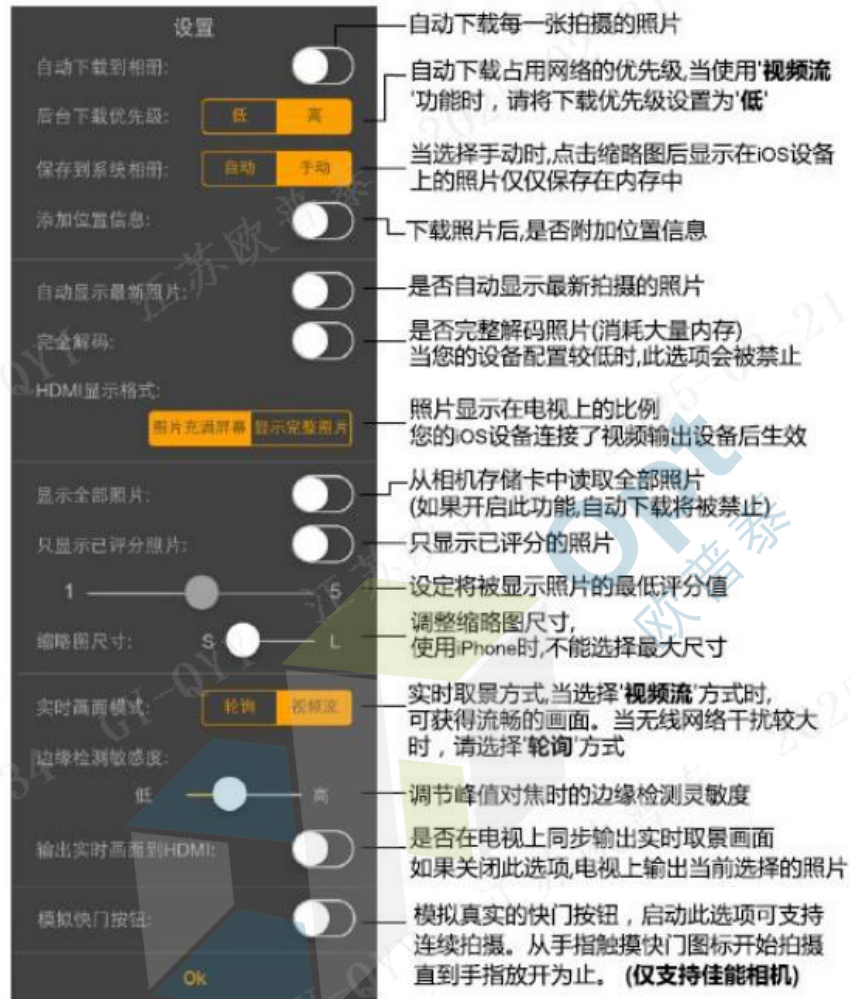 设置
自动下载到相册:
自动下载每一张拍摄的照片
后台下载优先级:
低
高
自动下载占用网络的优先级,当使用'视频流
'功能时，请将下载优先级设置为'低'
保存到系统相册:
自动
手动
当选择手动时,点击缩略图后显示在iOS设备
上的照片仅仅保存在内存中
添加位置信息:
下载照片后,是否附加位置信息
自动显示最新照片:
是否自动显示最新拍摄的照片
完全解码:
是否完整解码照片(消耗大量内存)
当您的设备配置较低时,此选项会被禁止
HDMI显示格式:
照片充满屏幕
显示完整照片
照片显示在电视上的比例
您的iOS设备连接了视频输出设备后生效
显示全部照片:
从相机存储卡中读取全部照片
(如果开启此功能,自动下载将被禁止)
只显示已评分照片:
只显示已评分的照片
1
5
设定将被显示照片的最低评分值
缩略图尺寸:
S
L
调整缩略图尺寸,
使用iPhone时,不能选择最大尺寸
实时画面模式:
轮询
视频流
实时取景方式,当选择'视频流'方式时,
可获得流畅的画面。当无线网络干扰较大
时，请选择'轮询'方式
边缘检测敏感度:
低
高
调节峰值对焦时的边缘检测灵敏度
输出实时画面到HDMI:
是否在电视上同步输出实时取景画面
如果关闭此选项,电视上输出当前选择的照片
模拟快门按钮:
模拟真实的快门按钮，启动此选项可支持
连续拍摄。从手指触摸快门图标开始拍摄
直到手指放开为止。(仅支持佳能相机)
Ok
Opt
欧普泰